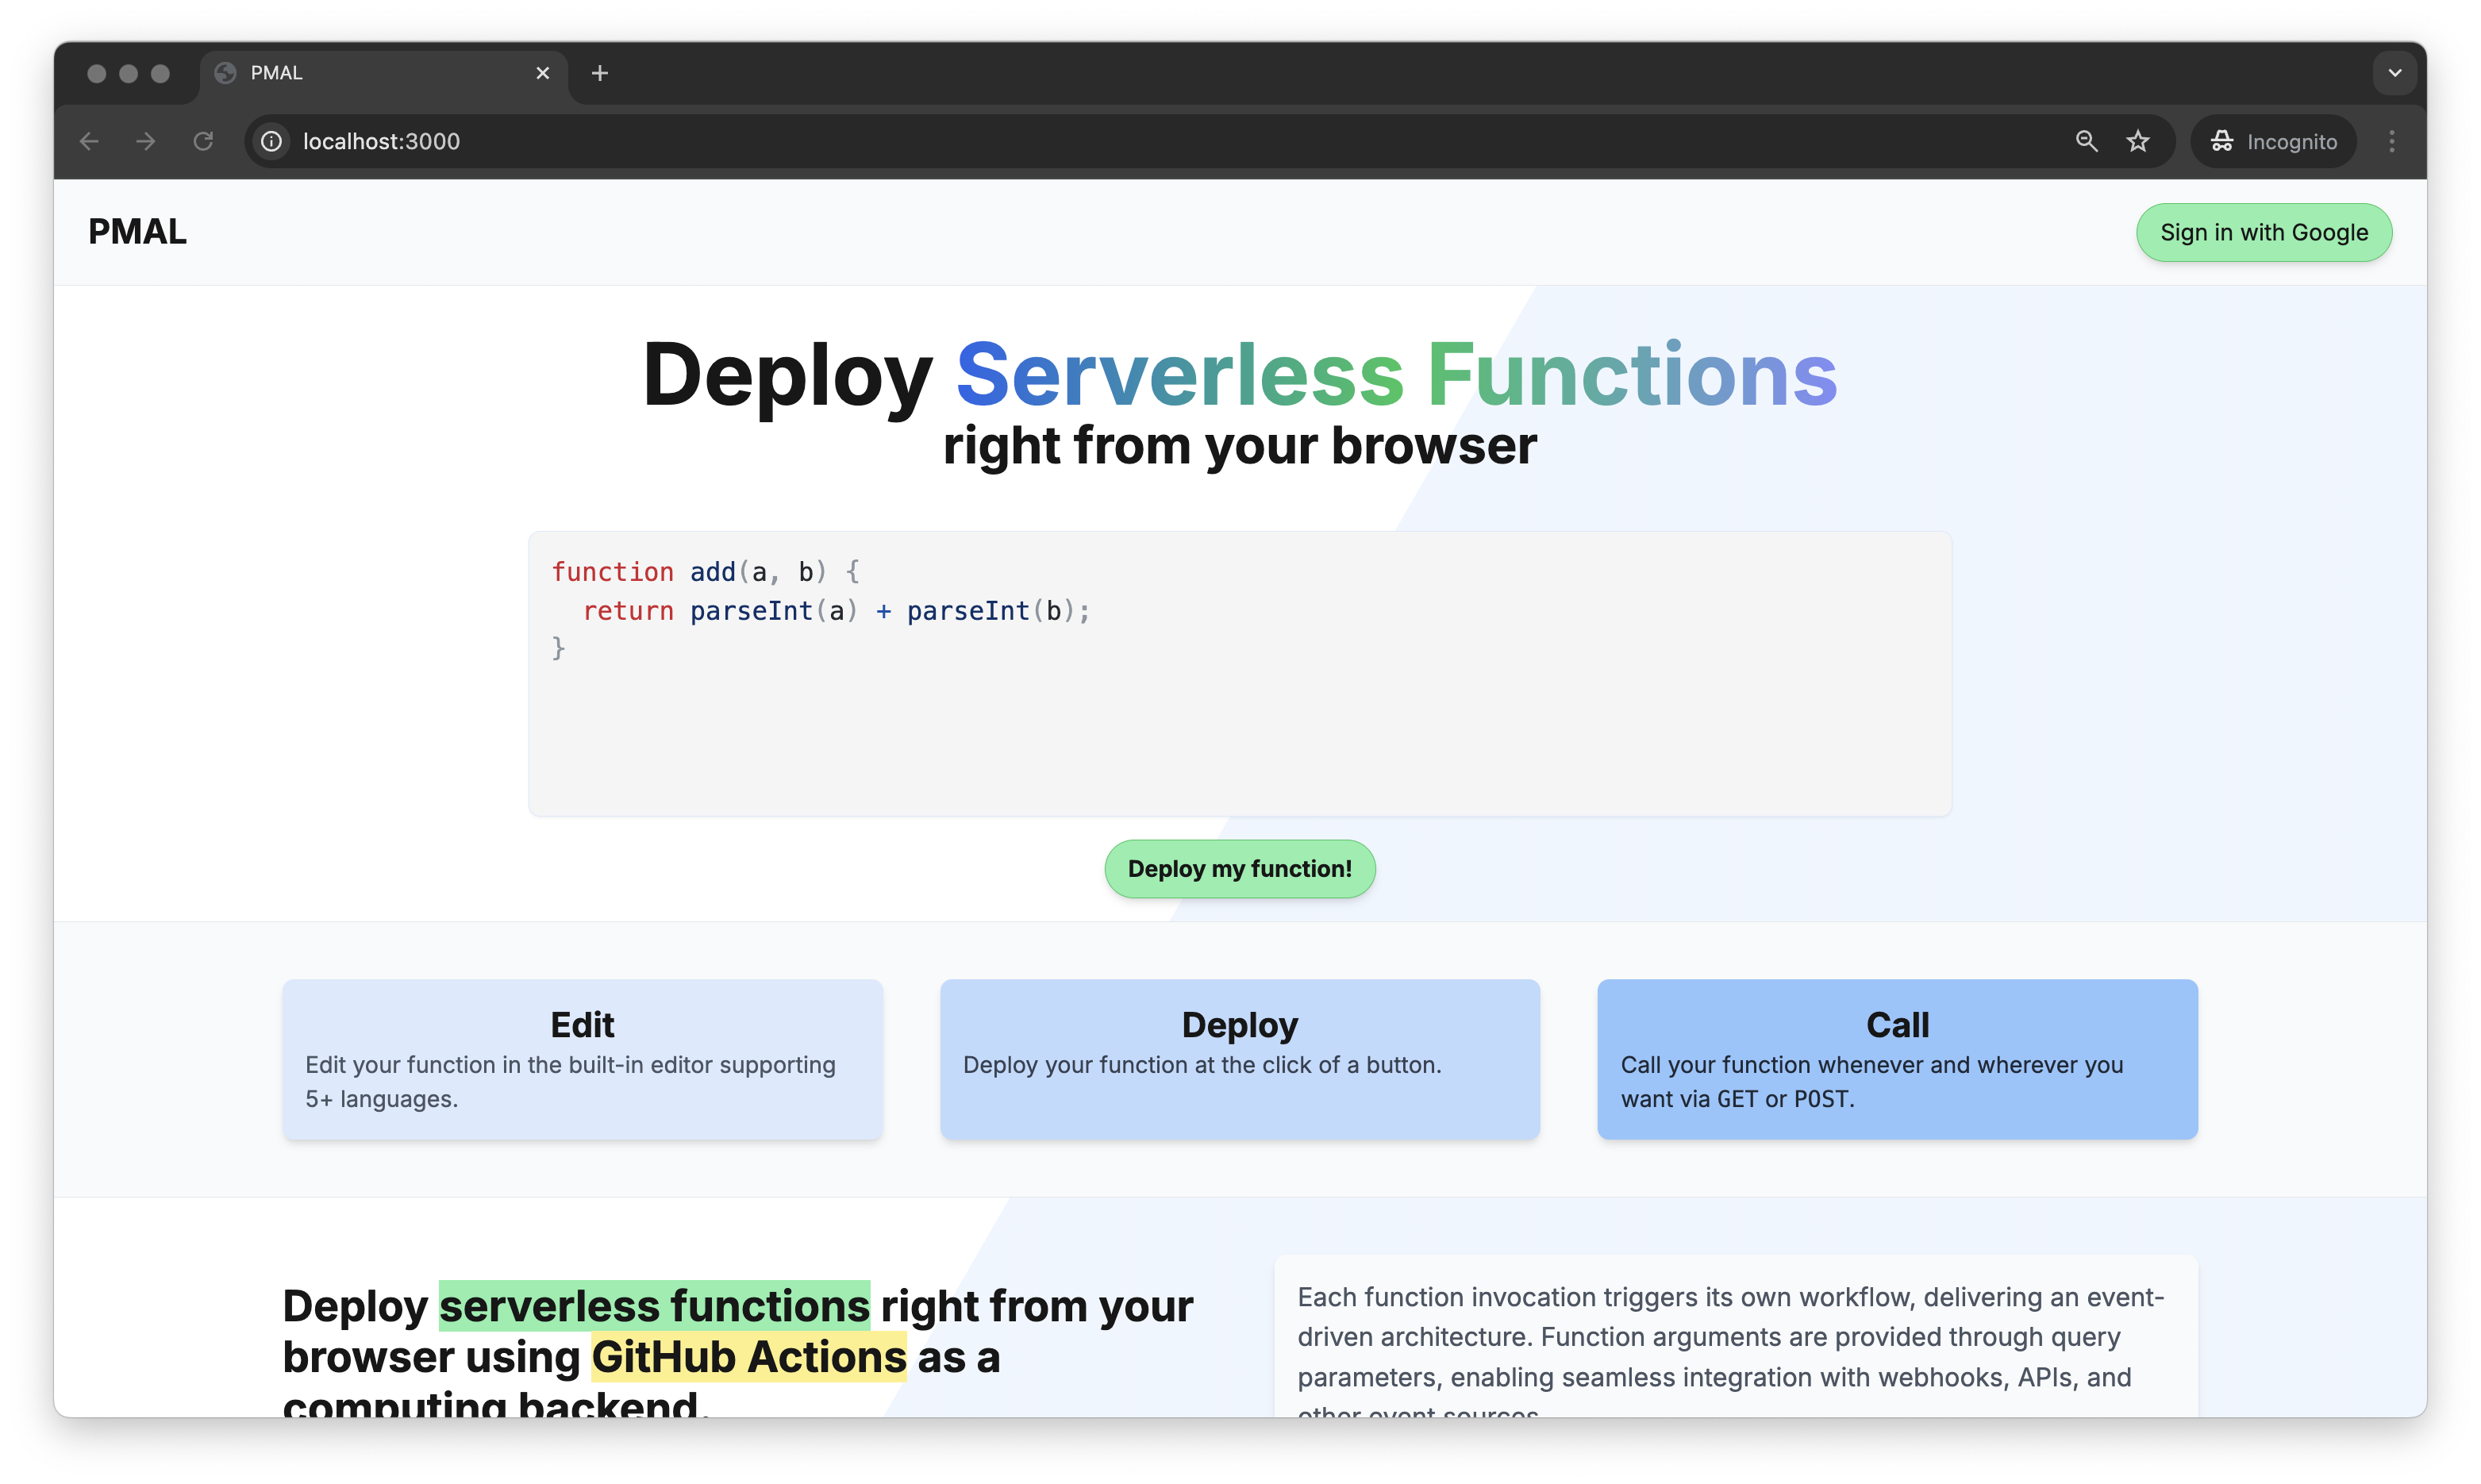 PMAL
localhost:3000
Incognito
PMAL
Sign in with Google
Deploy Serverless Functions
right from your browser
function add(a, b) {
  return parseInt(a) + parseInt(b);
}
Deploy my function!
Edit
Edit your function in the built-in editor supporting
5+ languages.
Deploy
Deploy your function at the click of a button.
Call
Call your function whenever and wherever you
want via GET or POST.
Deploy serverless functions right from your
browser using GitHub Actions as a
computing backend.
Each function invocation triggers its own workflow, delivering an event-
driven architecture. Function arguments are provided through query
parameters, enabling seamless integration with webhooks, APIs, and
other event sources.